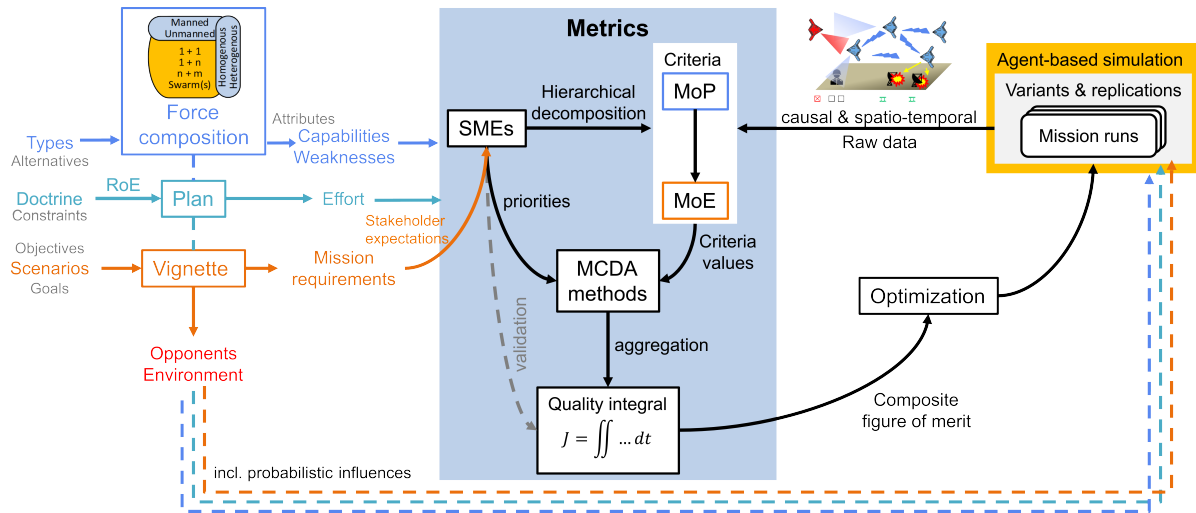 Manned
Unmanned
1 + 1
1 + n
n + m
Swarm(s)
Homogenous
Heterogenous
Force
composition
Types
Alternatives
Attributes
Capabilities
Weaknesses
RoE
Doctrine
Constraints
Plan
Effort
Stakeholder
expectations
Objectives
Scenarios
Goals
Vignette
Mission
requirements
Opponents
Environment
incl. probabilistic influences
Metrics
SMEs
Hierarchical
decomposition
Criteria
MoP
MoE
priorities
Criteria
values
MCDA
methods
validation
aggregation
Quality integral
J = ∬ … dt
Composite
figure of merit
Optimization
causal & spatio-temporal
Raw data
Agent-based simulation
Variants & replications
Mission runs